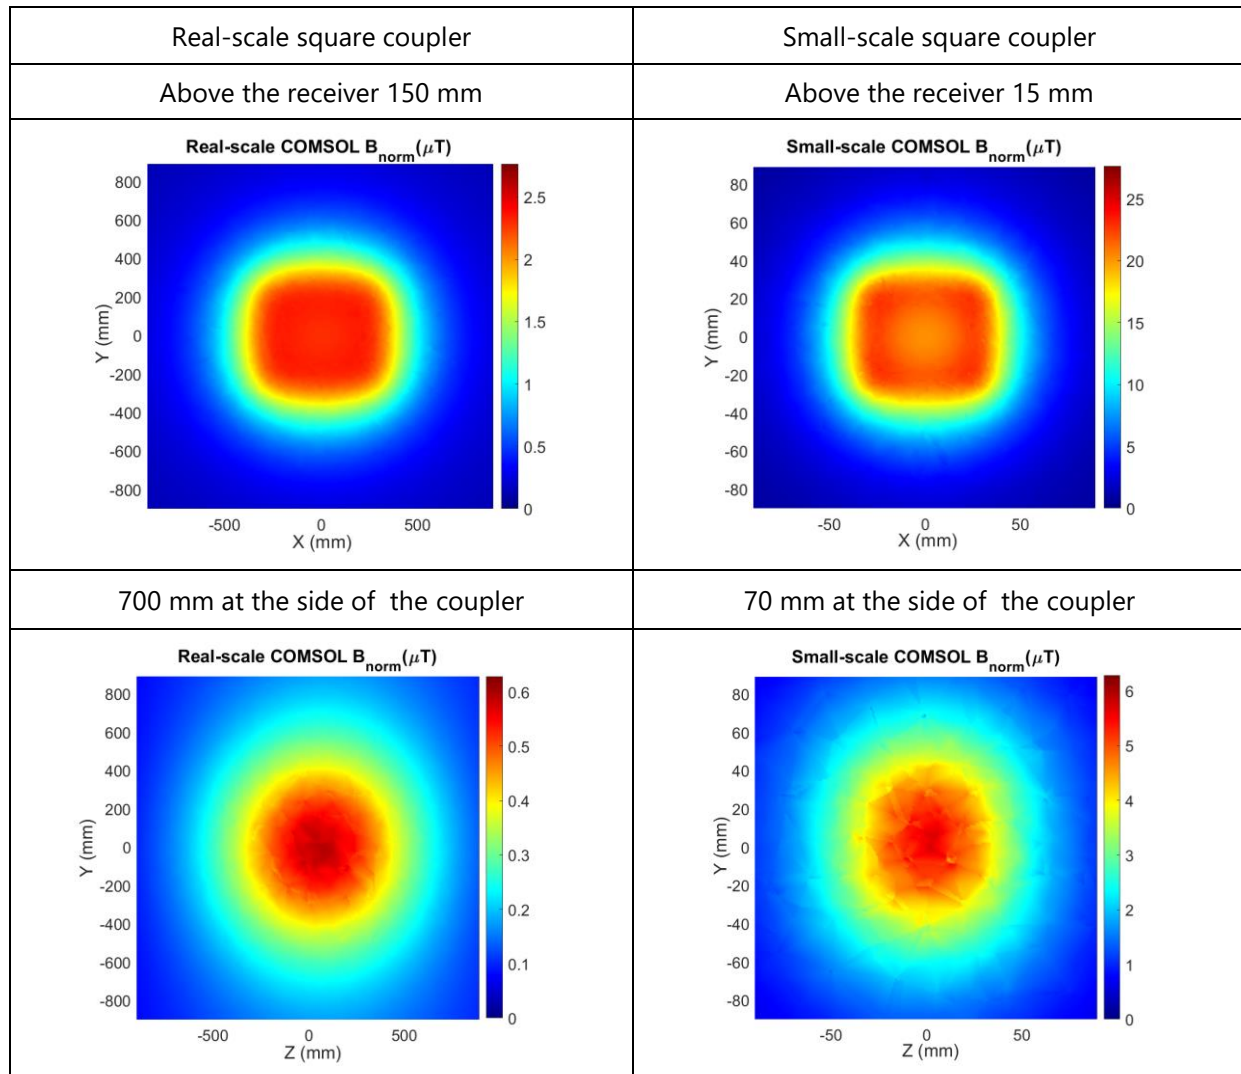 Real-scale square coupler
Small-scale square coupler
Above the receiver 150 mm
Above the receiver 15 mm
Real-scale COMSOL B_norm(μT)
800
600
400
200
0
-200
-400
-600
-800
Y (mm)
-500 0 500
X (mm)
2.5
2
1.5
1
0.5
0
Small-scale COMSOL B_norm(μT)
80
60
40
20
0
-20
-40
-60
-80
Y (mm)
-50 0 50
X (mm)
25
20
15
10
5
0
700 mm at the side of the coupler
70 mm at the side of the coupler
Real-scale COMSOL B_norm(μT)
800
600
400
200
0
-200
-400
-600
-800
Y (mm)
-500 0 500
Z (mm)
0.6
0.5
0.4
0.3
0.2
0.1
0
Small-scale COMSOL B_norm(μT)
80
60
40
20
0
-20
-40
-60
-80
Y (mm)
-50 0 50
Z (mm)
6
5
4
3
2
1
0